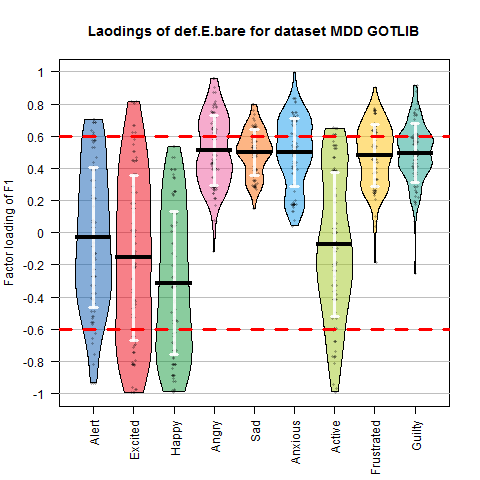 Laodings of def.E.bare for dataset MDD GOTLIB
Factor loading of F1
1
0.8
0.6
0.4
0.2
0
-0.2
-0.4
-0.6
-0.8
-1
Alert
Excited
Happy
Angry
Sad
Anxious
Active
Frustrated
Guilty